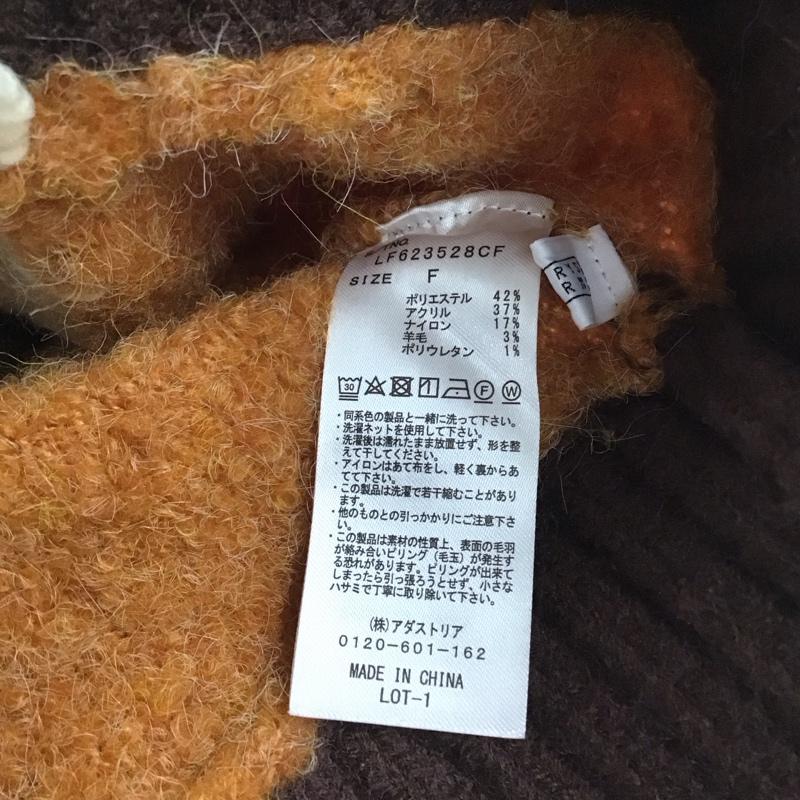 LF623528CF
SIZE F
ポリエステル 42%
アクリル 37%
ナイロン 17%
羊毛 3%
ポリウレタン 1%
30
F W
・同系色の製品と一緒に洗って下さい。
・洗濯ネットを使用して下さい。
・洗濯後は濡れたまま放置せず、形を整
えて干してください。
・アイロンはあて布をし、軽く裏からあ
てて下さい。
・この製品は洗濯で若干縮むことがあり
ます。
・他のものとの引っかかりにご注意下さ
い。
・この製品は素材の性質上、表面の毛羽
が絡み合いピリング（毛玉）が発生す
る恐れがあります。ピリングが出来て
しまったら引っ張ろうとせず、小さな
ハサミで丁寧に取り除いて下さい。
(株)アダストリア
0120-601-162
MADE IN CHINA
LOT-1
R
R